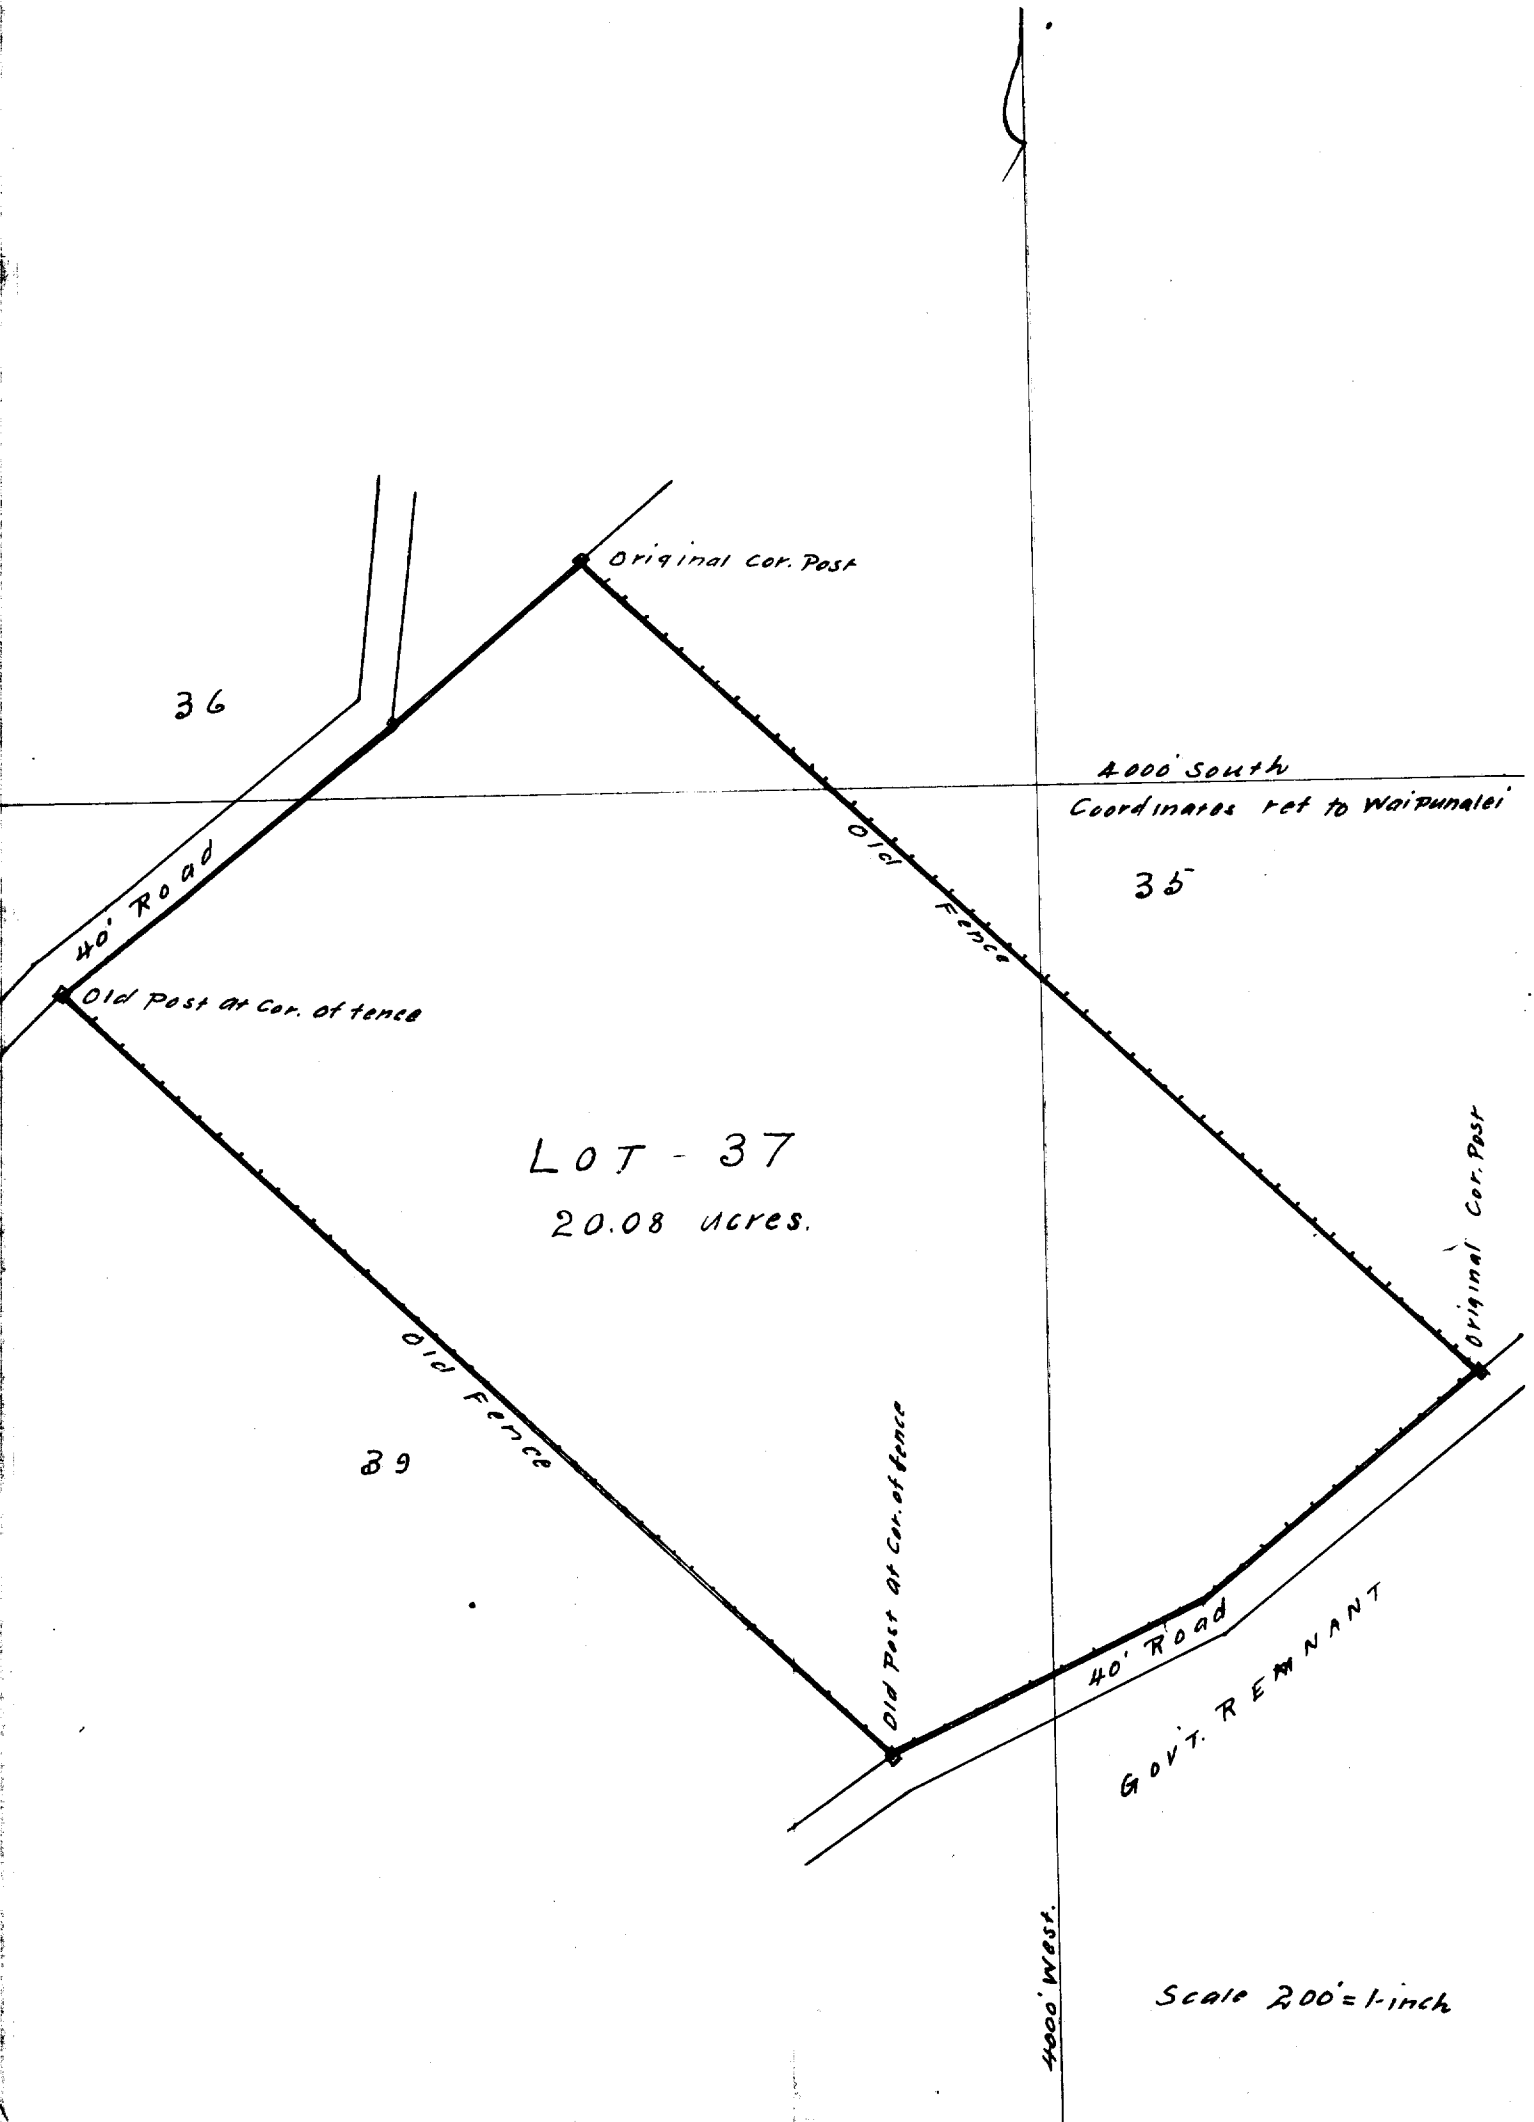 Original Cor. Post
36
4000' South
Coordinates ref to Waipunalei
35
Old Fence
40' Road
Old Post at Cor. of fence
LOT - 37
20.08 acres.
Original Cor. Post
Old Fence
39
Old Post at Cor. of fence
40' Road
GOV'T. REMNANT
4000' West.
Scale 200' = 1-inch